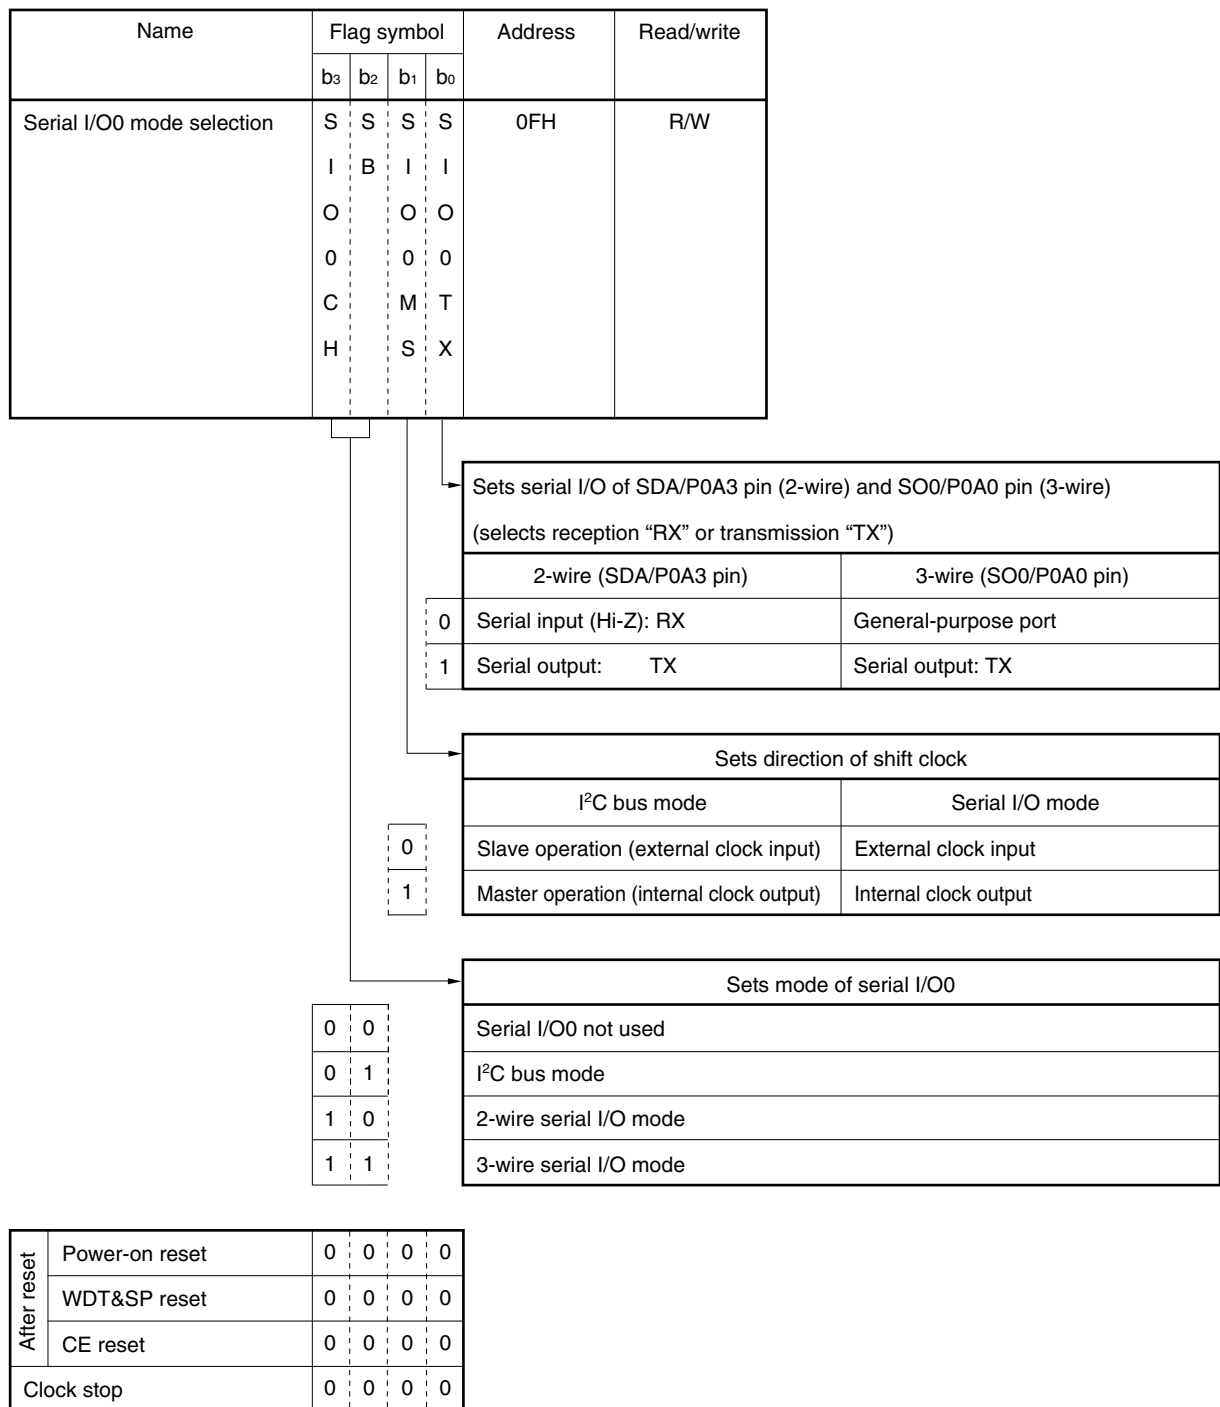 Name Flag symbol Address Read/write
b3 b2 b1 b0
Serial I/O0 mode selection S S S S 0FH R/W
I B I I
O O O
0 0 0
C M T
H S X
Sets serial I/O of SDA/P0A3 pin (2-wire) and SO0/P0A0 pin (3-wire)
(selects reception “RX” or transmission “TX”)
2-wire (SDA/P0A3 pin) 3-wire (SO0/P0A0 pin)
0 Serial input (Hi-Z): RX General-purpose port
1 Serial output: TX Serial output: TX
Sets direction of shift clock
I²C bus mode Serial I/O mode
0 Slave operation (external clock input) External clock input
1 Master operation (internal clock output) Internal clock output
Sets mode of serial I/O0
0 0 Serial I/O0 not used
0 1 I²C bus mode
1 0 2-wire serial I/O mode
1 1 3-wire serial I/O mode
After reset
Power-on reset 0 0 0 0
WDT&SP reset 0 0 0 0
CE reset 0 0 0 0
Clock stop 0 0 0 0